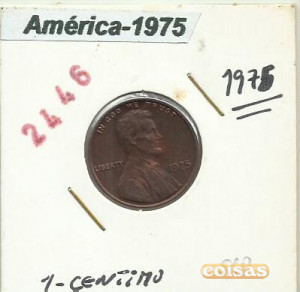 América-1975
2446
1975
IN GOD WE TRUST
LIBERTY
1975
1-CENTIMO
coisas